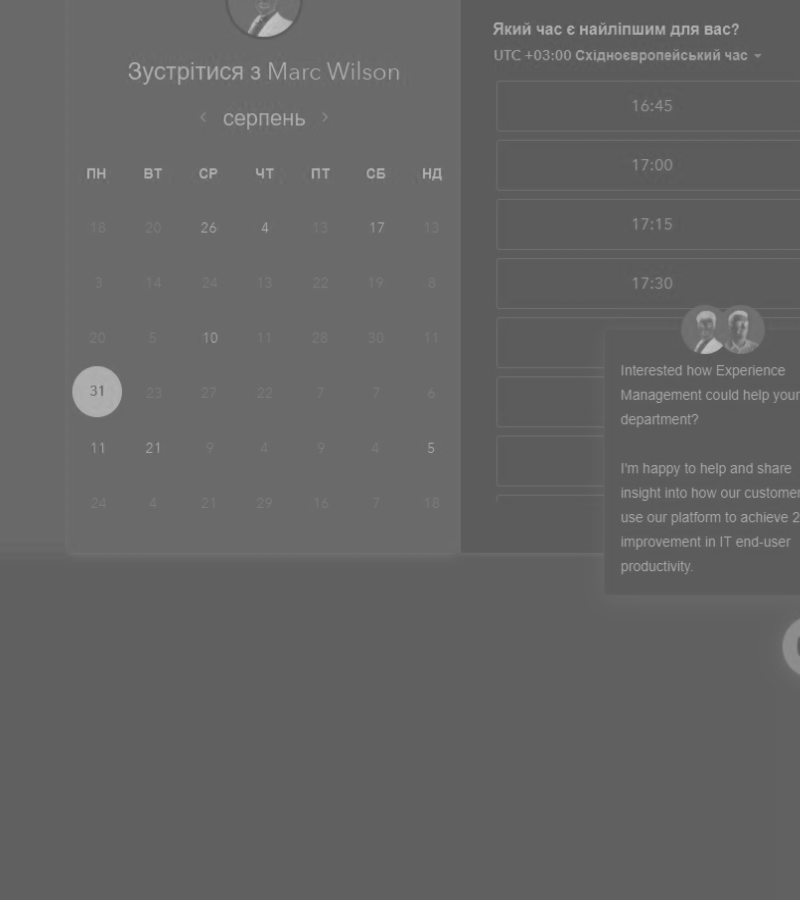 Зустрітися з Marc Wilson
серпень
ПН ВТ СР ЧТ ПТ СБ НД
18 20 26 4 13 17 13
3 14 24 13 22 19 8
20 5 10 11 28 30 11
31 23 27 22 7 7 6
11 21 9 4 9 4 5
24 4 21 29 16 7 18
Який час є найліпшим для вас?
UTC +03:00 Східноєвропейський час
16:45
17:00
17:15
17:30
Interested how Experience
Management could help your
department?
I'm happy to help and share
insight into how our customer
use our platform to achieve 2
improvement in IT end-user
productivity.